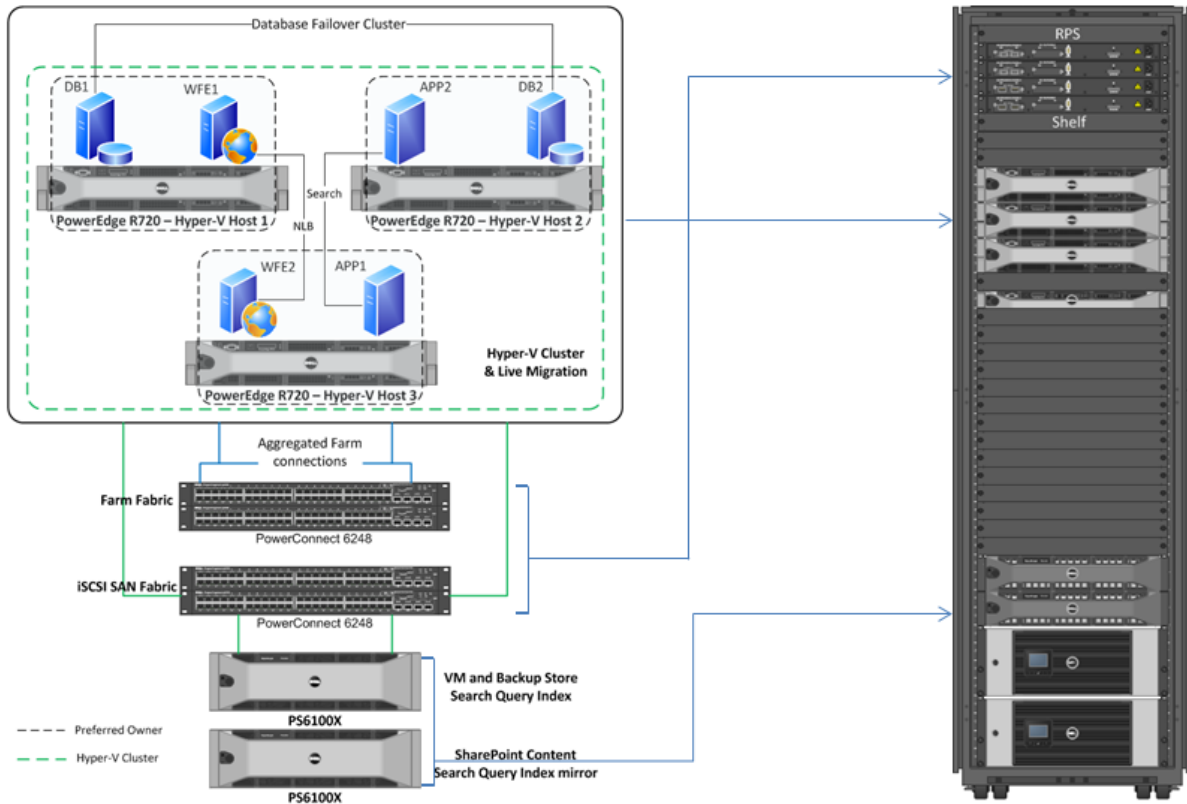 Database Failover Cluster
DB1
WFE1
APP2
DB2
Search
NLB
PowerEdge R720 – Hyper-V Host 1
PowerEdge R720 – Hyper-V Host 2
WFE2
APP1
Hyper-V Cluster
& Live Migration
PowerEdge R720 – Hyper-V Host 3
Aggregated Farm
connections
Farm Fabric
PowerConnect 6248
iSCSI SAN Fabric
PowerConnect 6248
VM and Backup Store
Search Query Index
PS6100X
SharePoint Content
Search Query Index mirror
PS6100X
Preferred Owner
Hyper-V Cluster
RPS
Shelf